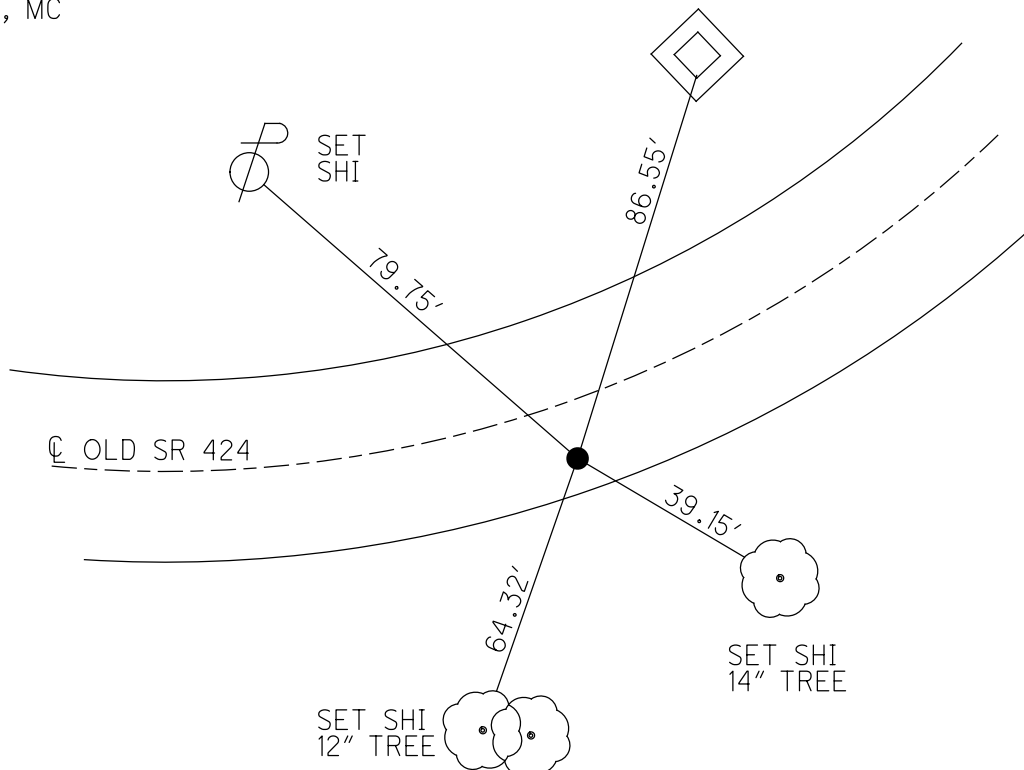 , MC
SET
SHI
86.55′
79.75′
℄ OLD SR 424
39.15′
64.32′
SET SHI
14″ TREE
SET SHI
12″ TREE